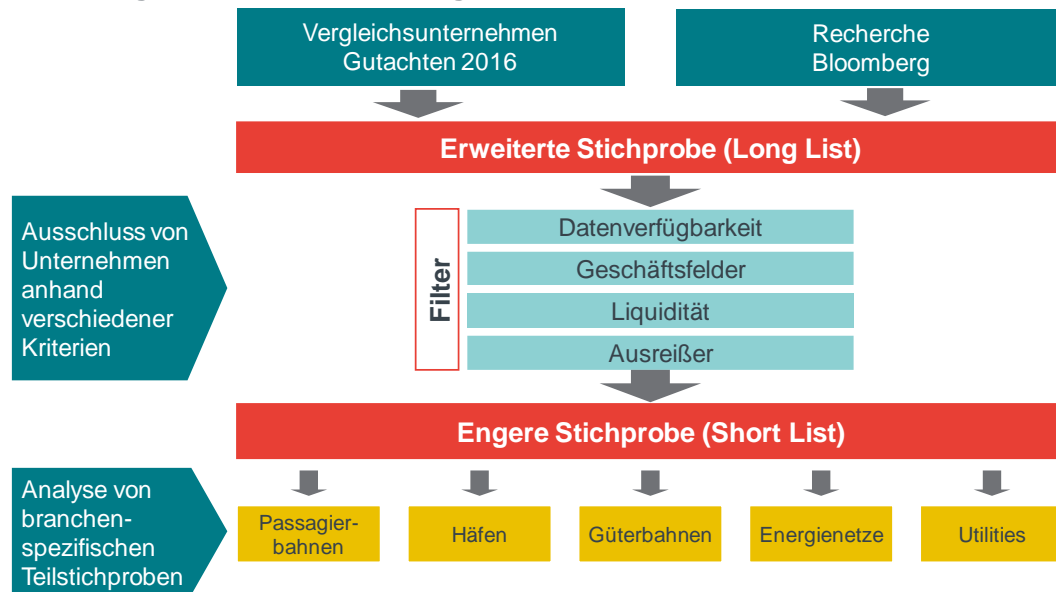 Vergleichsunternehmen
Gutachten 2016
Recherche
Bloomberg
Erweiterte Stichprobe (Long List)
Ausschluss von
Unternehmen
anhand
verschiedener
Kriterien
Filter
Datenverfügbarkeit
Geschäftsfelder
Liquidität
Ausreißer
Engere Stichprobe (Short List)
Analyse von
branchen-
spezifischen
Teilstichproben
Passagier-
bahnen
Häfen
Güterbahnen
Energienetze
Utilities